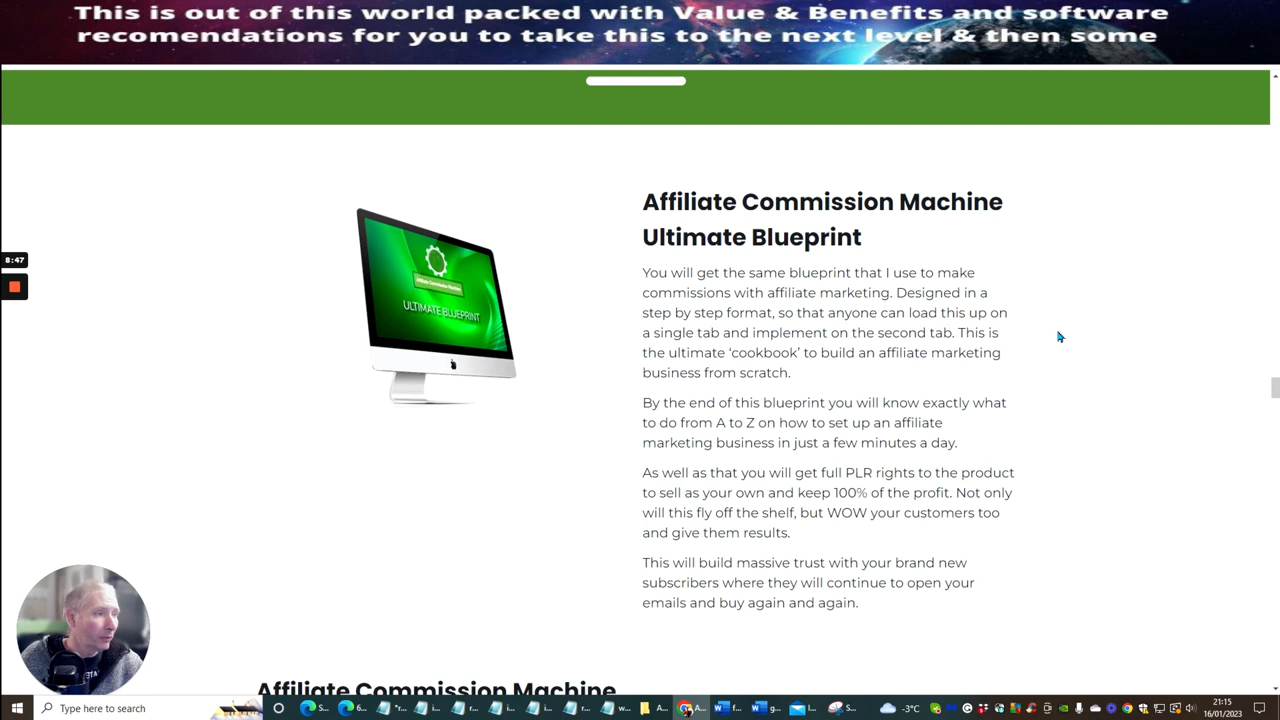 This is out of this world packed with Value & Benefits and software
recomendations for you to take this to the next level & then some
8:47
Affiliate Commission Machine
Ultimate Blueprint
Affiliate Commission Machine
ULTIMATE BLUEPRINT
You will get the same blueprint that I use to make
commissions with affiliate marketing. Designed in a
step by step format, so that anyone can load this up on
a single tab and implement on the second tab. This is
the ultimate ‘cookbook’ to build an affiliate marketing
business from scratch.
By the end of this blueprint you will know exactly what
to do from A to Z on how to set up an affiliate
marketing business in just a few minutes a day.
As well as that you will get full PLR rights to the product
to sell as your own and keep 100% of the profit. Not only
will this fly off the shelf, but WOW your customers too
and give them results.
This will build massive trust with your brand new
subscribers where they will continue to open your
emails and buy again and again.
Affiliate Commission Machine
Type here to search
S... 6... "r... i... r... i... i... r... w... A... A... f... g... In... S... -3°C
21:15
16/01/2023